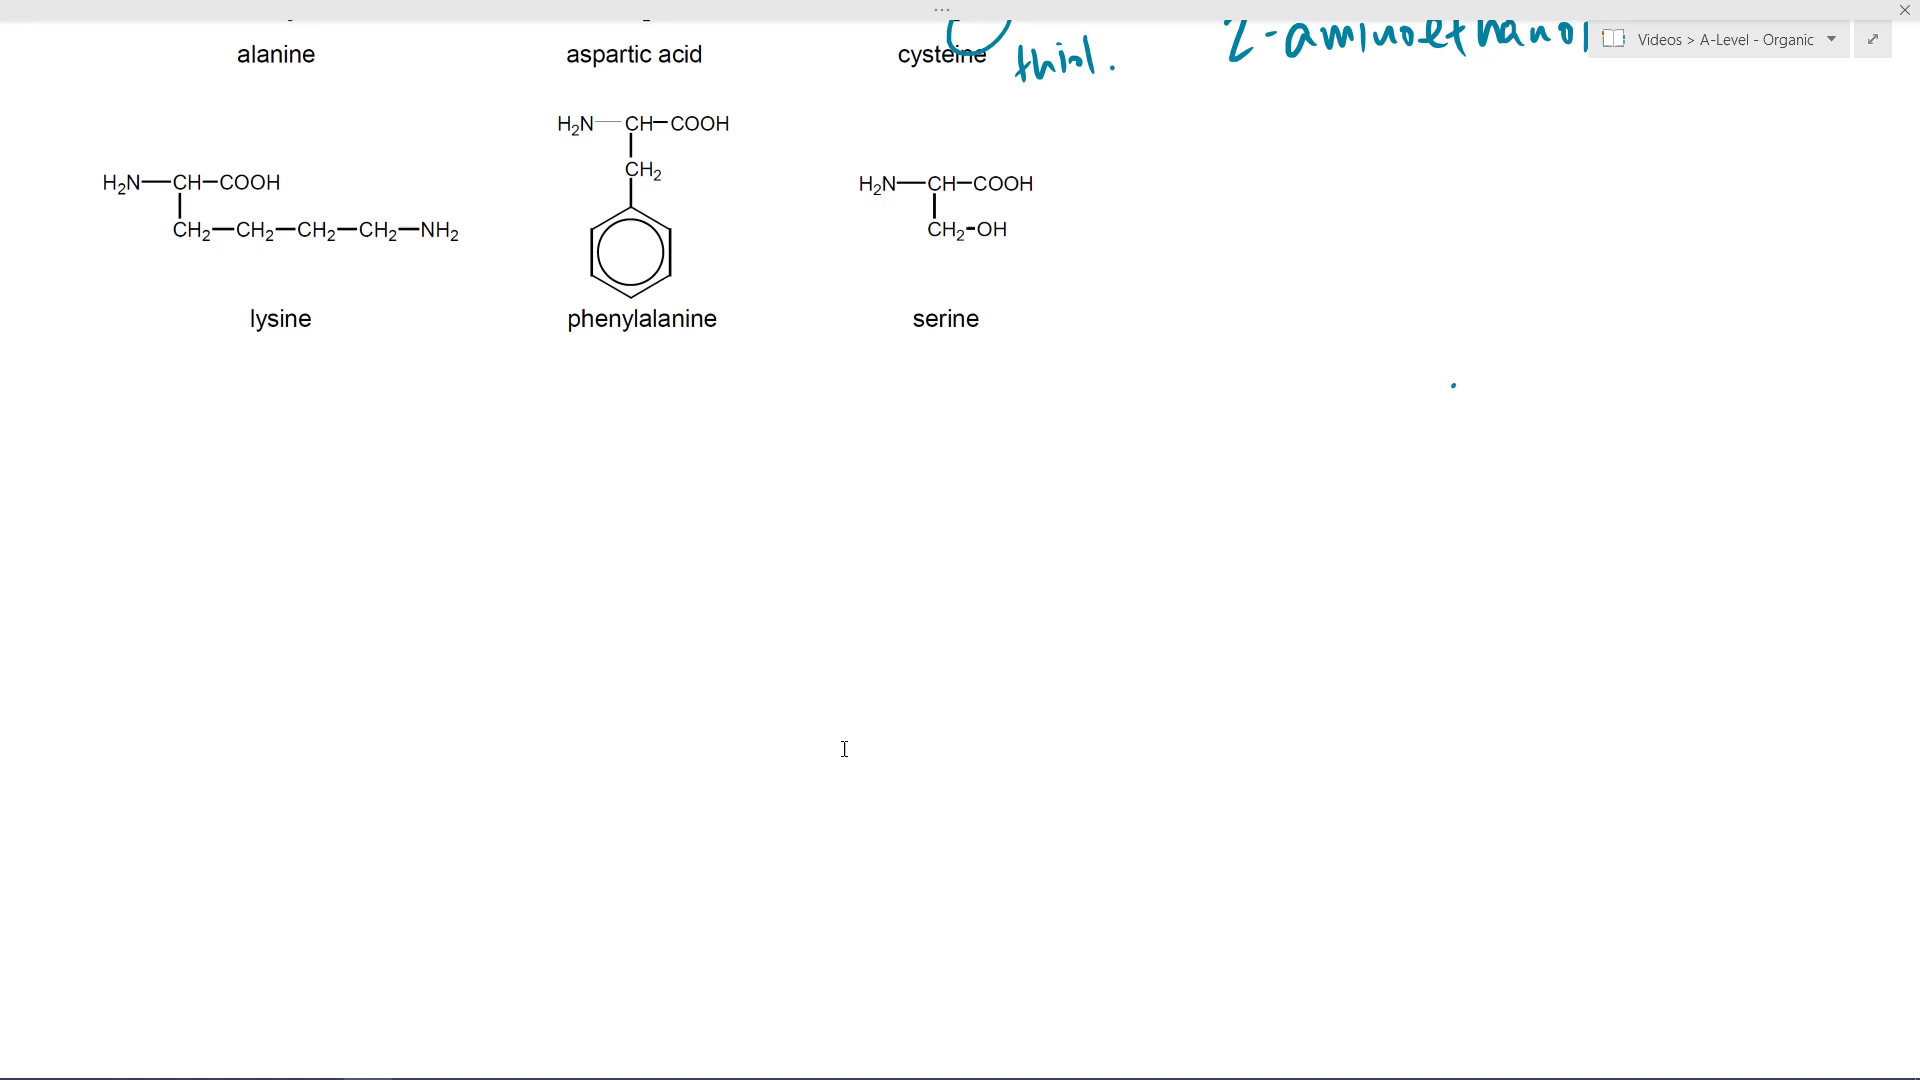 2-aminoethanol
Videos > A-Level - Organic
alanine
aspartic acid
cysteine
thiol.
H₂N—CH—COOH
CH₂—CH₂—CH₂—CH₂—NH₂
lysine
H₂N—CH—COOH
CH₂
phenylalanine
H₂N—CH—COOH
CH₂-OH
serine